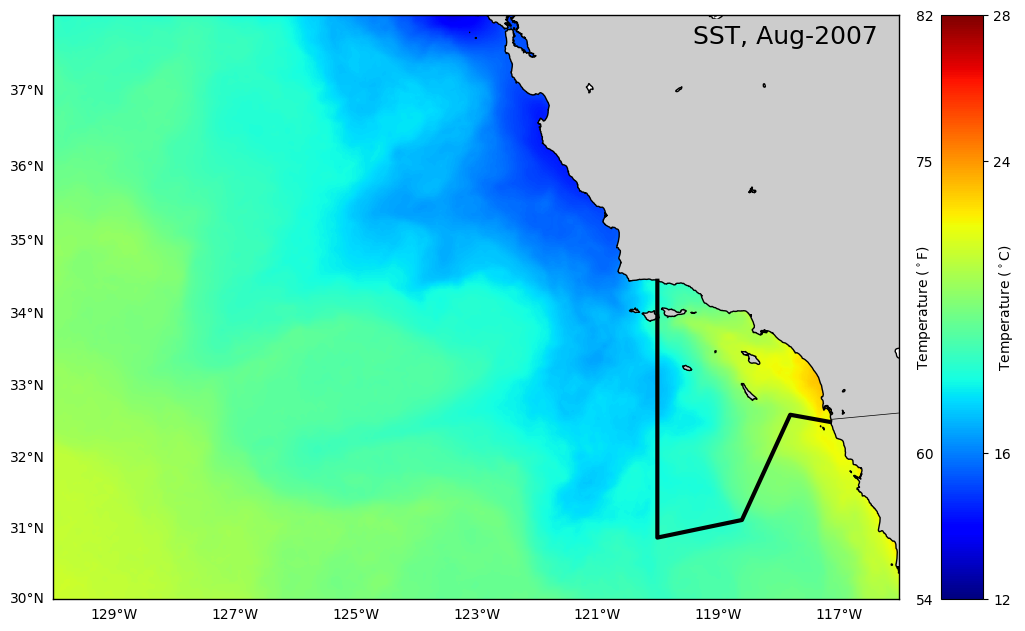 SST, Aug-2007
37°N
36°N
35°N
34°N
33°N
32°N
31°N
30°N
129°W
127°W
125°W
123°W
121°W
119°W
117°W
82
75
60
54
Temperature (°F)
28
24
16
12
Temperature (°C)